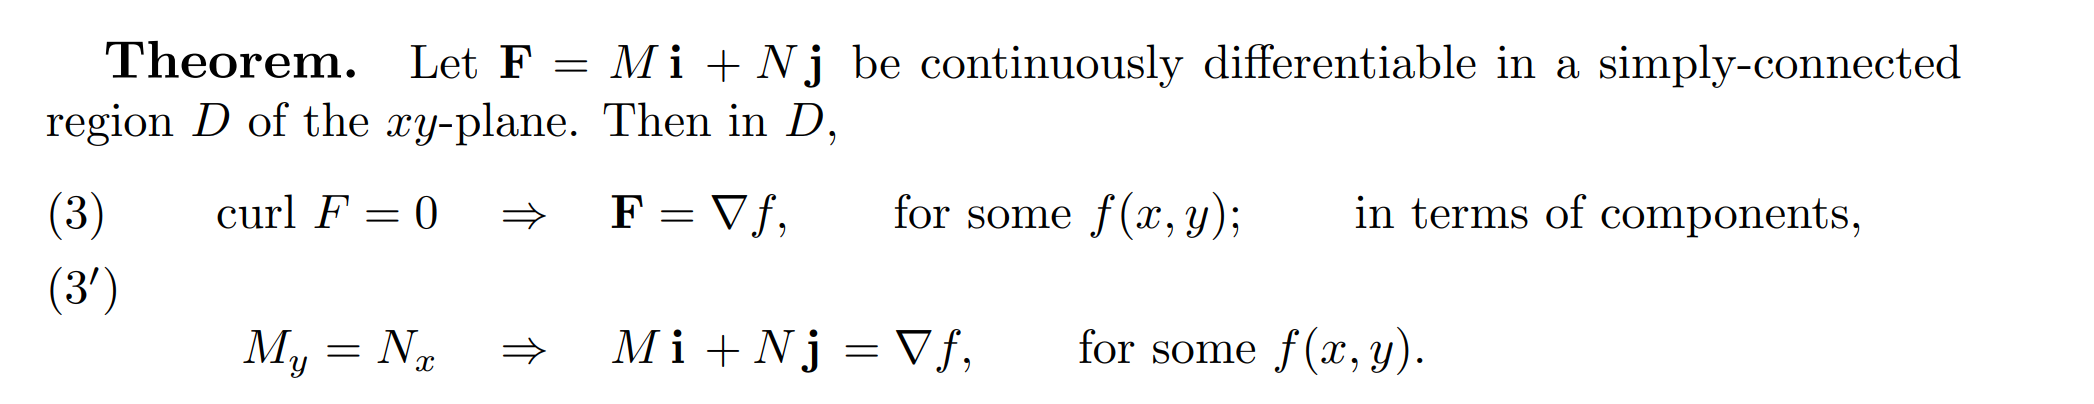 Theorem. Let F = M i + N j be continuously differentiable in a simply-connected
region D of the xy-plane. Then in D,
(3) curl F = 0 ⇒ F = ∇f, for some f(x, y); in terms of components,
(3′)
M_y = N_x ⇒ M i + N j = ∇f, for some f(x, y).